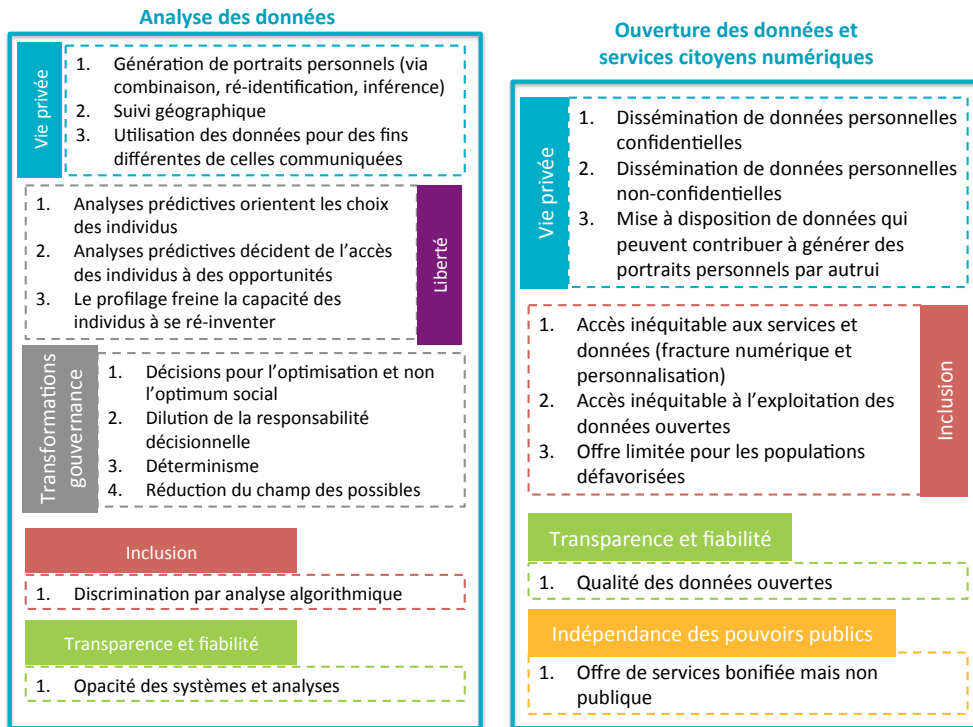 Analyse des données
Vie privée
1. Génération de portraits personnels (via
combinaison, ré-identification, inférence)
2. Suivi géographique
3. Utilisation des données pour des fins
différentes de celles communiquées
1. Analyses prédictives orientent les choix
des individus
2. Analyses prédictives décident de l’accès
des individus à des opportunités
3. Le profilage freine la capacité des
individus à se ré-inventer
Liberté
Transformations
gouvernance
1. Décisions pour l’optimisation et non
l’optimum social
2. Dilution de la responsabilité
décisionnelle
3. Déterminisme
4. Réduction du champ des possibles
Inclusion
1. Discrimination par analyse algorithmique
Transparence et fiabilité
1. Opacité des systèmes et analyses
Ouverture des données et
services citoyens numériques
Vie privée
1. Dissémination de données personnelles
confidentielles
2. Dissémination de données personnelles
non-confidentielles
3. Mise à disposition de données qui
peuvent contribuer à générer des
portraits personnels par autrui
1. Accès inéquitable aux services et
données (fracture numérique et
personnalisation)
2. Accès inéquitable à l’exploitation des
données ouvertes
3. Offre limitée pour les populations
défavorisées
Inclusion
Transparence et fiabilité
1. Qualité des données ouvertes
Indépendance des pouvoirs publics
1. Offre de services bonifiée mais non
publique